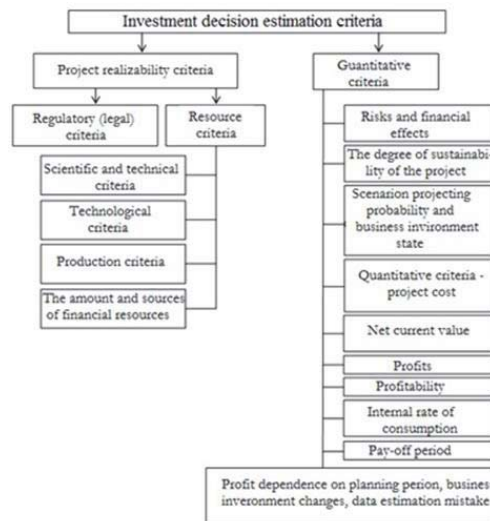 Investment decision estimation criteria
Project realizability criteria
Quantitative
criteria
Regulatory (legal)
criteria
Resource
criteria
Scientific and technical
criteria
Technological
criteria
Production criteria
The amount and sources
of financial resources
Risks and financial
effects
The degree of sustainabi-
lity of the project
Scenarion projecting
probability and
business invironment
state
Quantitative criteria -
project cost
Net current value
Profits
Profitability
Internal rate of
consumption
Pay-off period
Profit dependence on planning perion, busines
inveronment changes, data estimation mistake